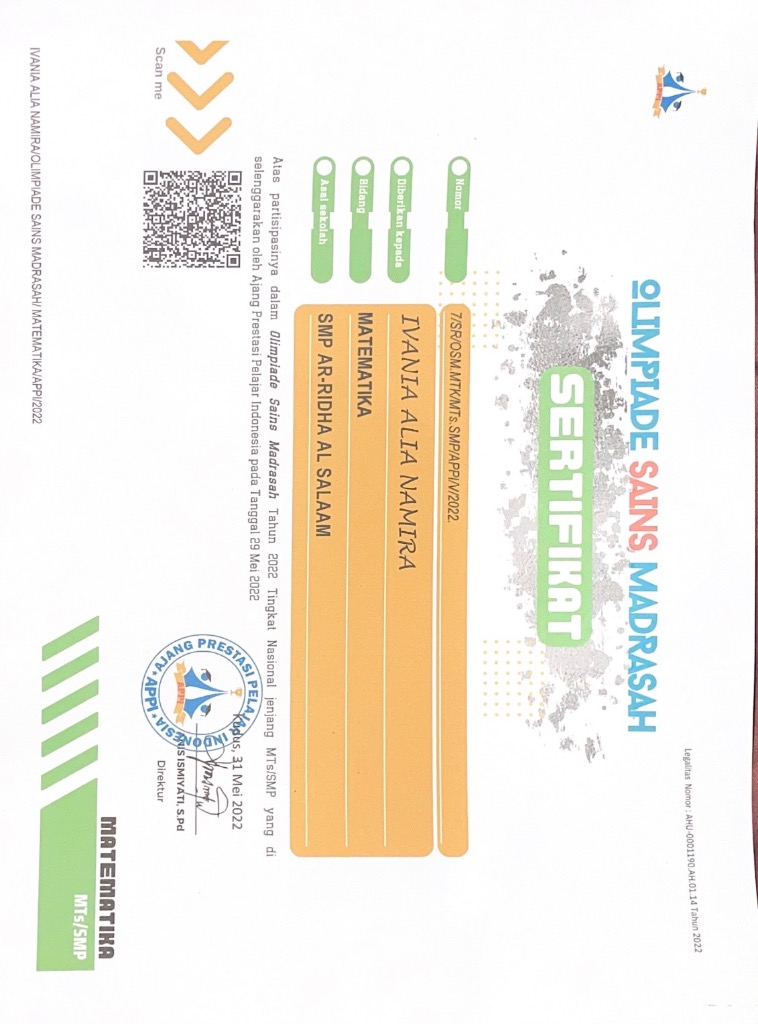 APPI
Legalitas Nomor : AHU-0001190.AH.01.14 Tahun 2022
OLIMPIADE SAINS MADRASAH
SERTIFIKAT
Nomor 7/SR/OSM.MTK/MTs.SMP/APPI/V/2022.
Diberikan kepada IVANIA ALIA NAMIRA
Bidang MATEMATIKA
Asal sekolah SMP AR-RIDHA AL SALAAM
Atas partisipasinya dalam Olimpiade Sains Madrasah Tahun 2022 Tingkat Nasional jenjang MTs/SMP yang di
selenggarakan oleh Ajang Prestasi Pelajar Indonesia pada Tanggal 29 Mei 2022
Kudus, 31 Mei 2022
AJANG PRESTASI PELAJAR INDONESIA
APPI
APPI
ISMIYATI, S.Pd
Direktur
Scan me
MATEMATIKA
MTs/SMP
IVANIA ALIA NAMIRA/OLIMPIADE SAINS MADRASAH/ MATEMATIKA/APPI/2022